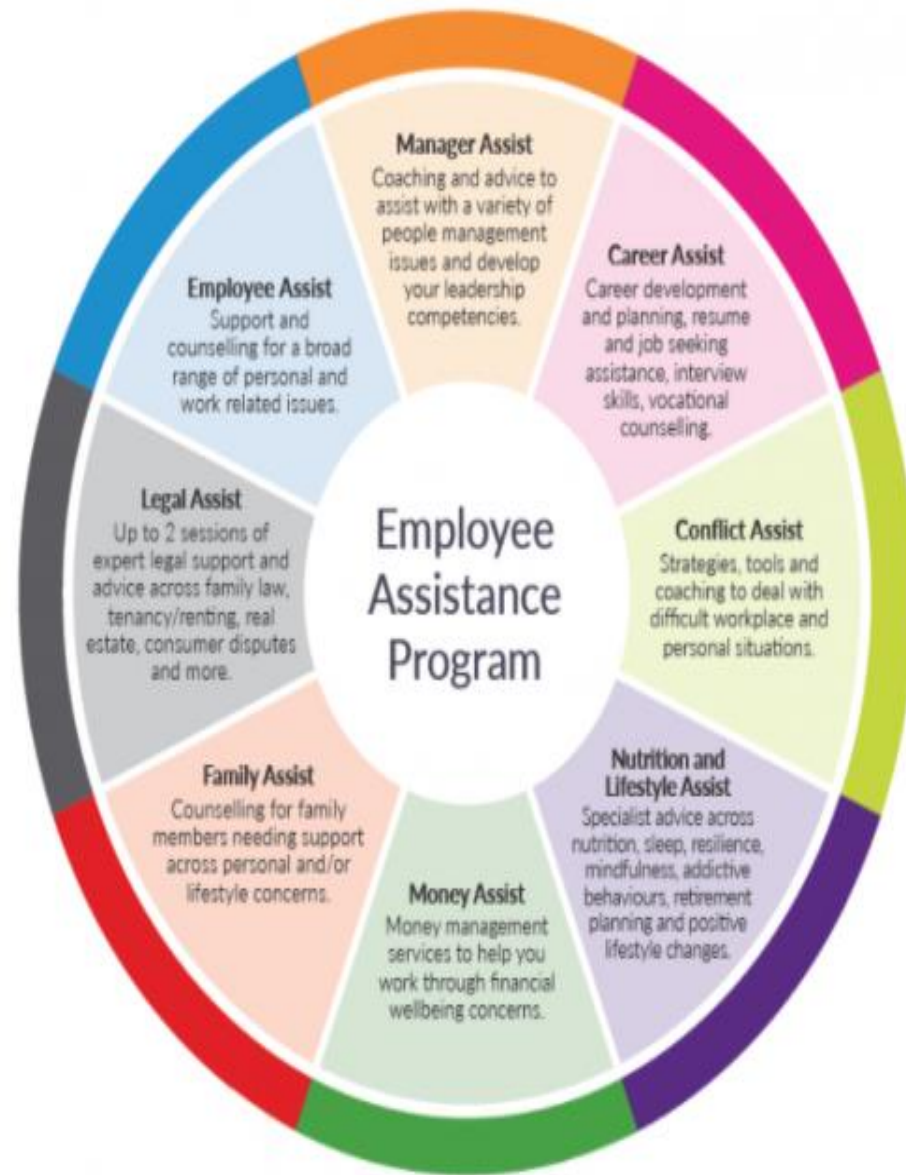 Manager Assist
Coaching and advice to
assist with a variety of
people management
issues and develop
your leadership
competencies.
Career Assist
Career development
and planning, resume
and job seeking
assistance, interview
skills, vocational
counselling.
Conflict Assist
Strategies, tools and
coaching to deal with
difficult workplace and
personal situations.
Nutrition and
Lifestyle Assist
Specialist advice across
nutrition, sleep, resilience,
mindfulness, addictive
behaviours, retirement
planning and positive
lifestyle changes.
Money Assist
Money management
services to help you
work through financial
wellbeing concerns.
Family Assist
Counselling for family
members needing support
across personal and/or
lifestyle concerns.
Legal Assist
Up to 2 sessions of
expert legal support and
advice across family law,
tenancy/renting, real
estate, consumer disputes
and more.
Employee Assist
Support and
counselling for a broad
range of personal and
work related issues.
Employee
Assistance
Program